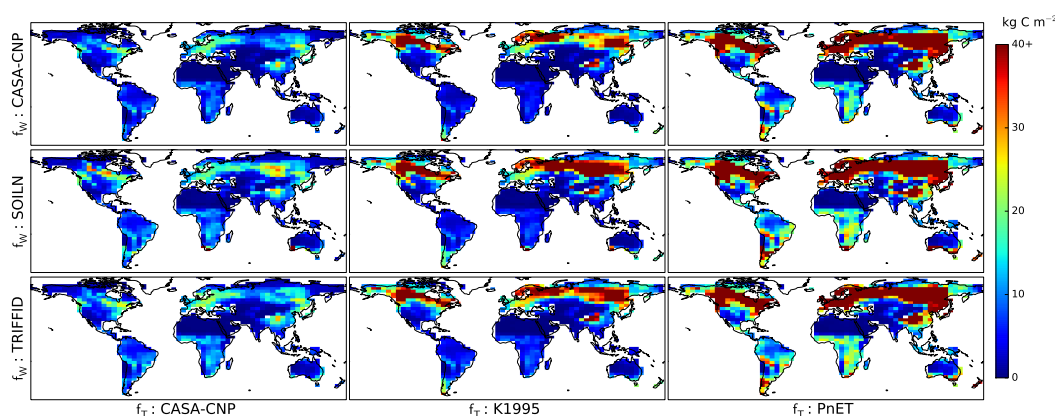 kg C m⁻²
f_W : CASA-CNP
40+
30
f_W : SOILN
20
10
f_W : TRIFFID
0
f_T : CASA-CNP
f_T : K1995
f_T : PnET